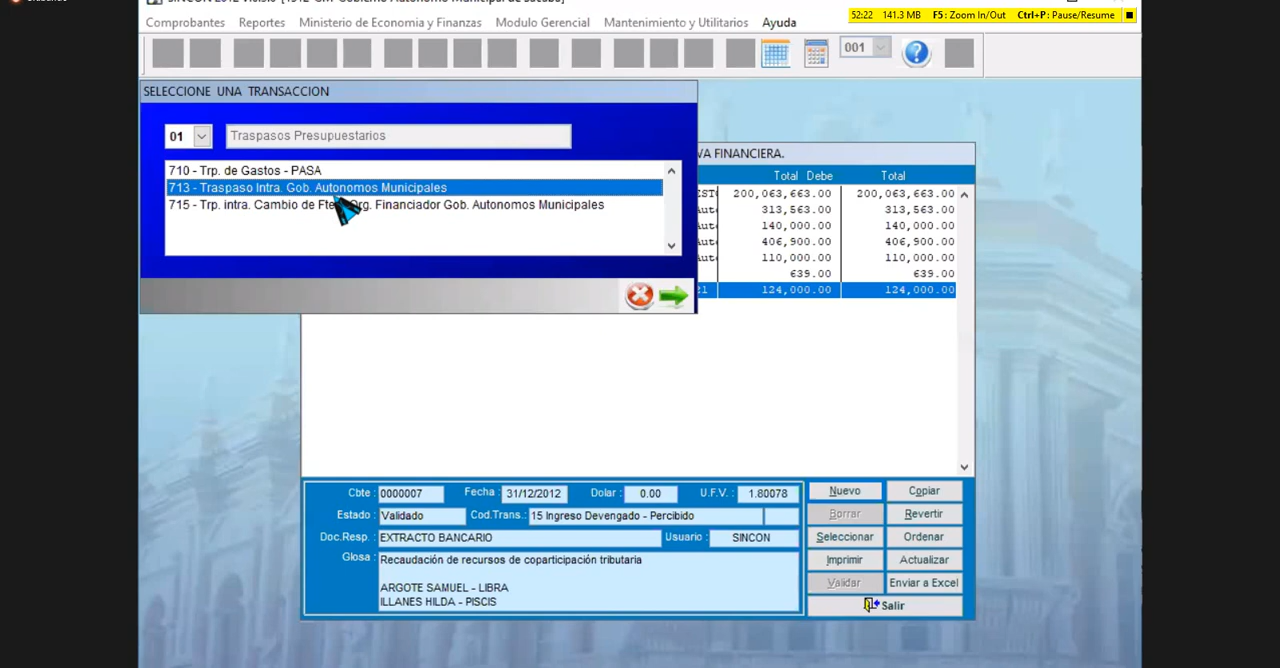 SINCON 2012
Comprobantes Reportes Ministerio de Economia y Finanzas Modulo Gerencial Mantenimiento y Utilitarios Ayuda
52:22 141.3 MB F5: Zoom In/Out Ctrl+P: Pause/Resume
001
SELECCIONE UNA TRANSACCION
01 Traspasos Presupuestarios
710 - Trp. de Gastos - PASA
713 - Traspaso Intra. Gob. Autonomos Municipales
715 - Trp. intra. Cambio de Fte. Org. Financiador Gob. Autonomos Municipales
VA FINANCIERA.
Total Debe Total
200,063,663.00 200,063,663.00
313,563.00 313,563.00
140,000.00 140,000.00
406,900.00 406,900.00
110,000.00 110,000.00
639.00 639.00
21 124,000.00 124,000.00
Cbte : 0000007 Fecha : 31/12/2012 Dolar : 0.00 U.F.V. : 1.80078
Estado : Validado Cod.Trans.: 15 Ingreso Devengado - Percibido
Doc.Resp. : EXTRACTO BANCARIO Usuario : SINCON
Glosa : Recaudación de recursos de coparticipación tributaria
ARGOTE SAMUEL - LIBRA
ILLANES HILDA - PISCIS
Nuevo Copiar
Borrar Revertir
Seleccionar Ordenar
Imprimir Actualizar
Validar Enviar a Excel
Salir